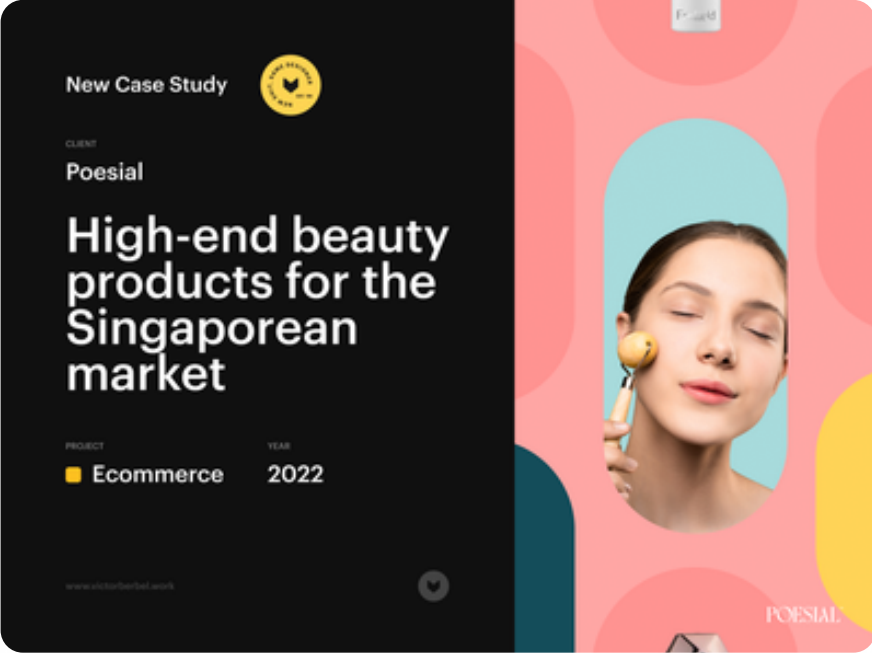 New Case Study
CLIENT
Poesial
High-end beauty
products for the
Singaporean
market
PROJECT
YEAR
Ecommerce
2022
www.victorberbel.work
POESIAL